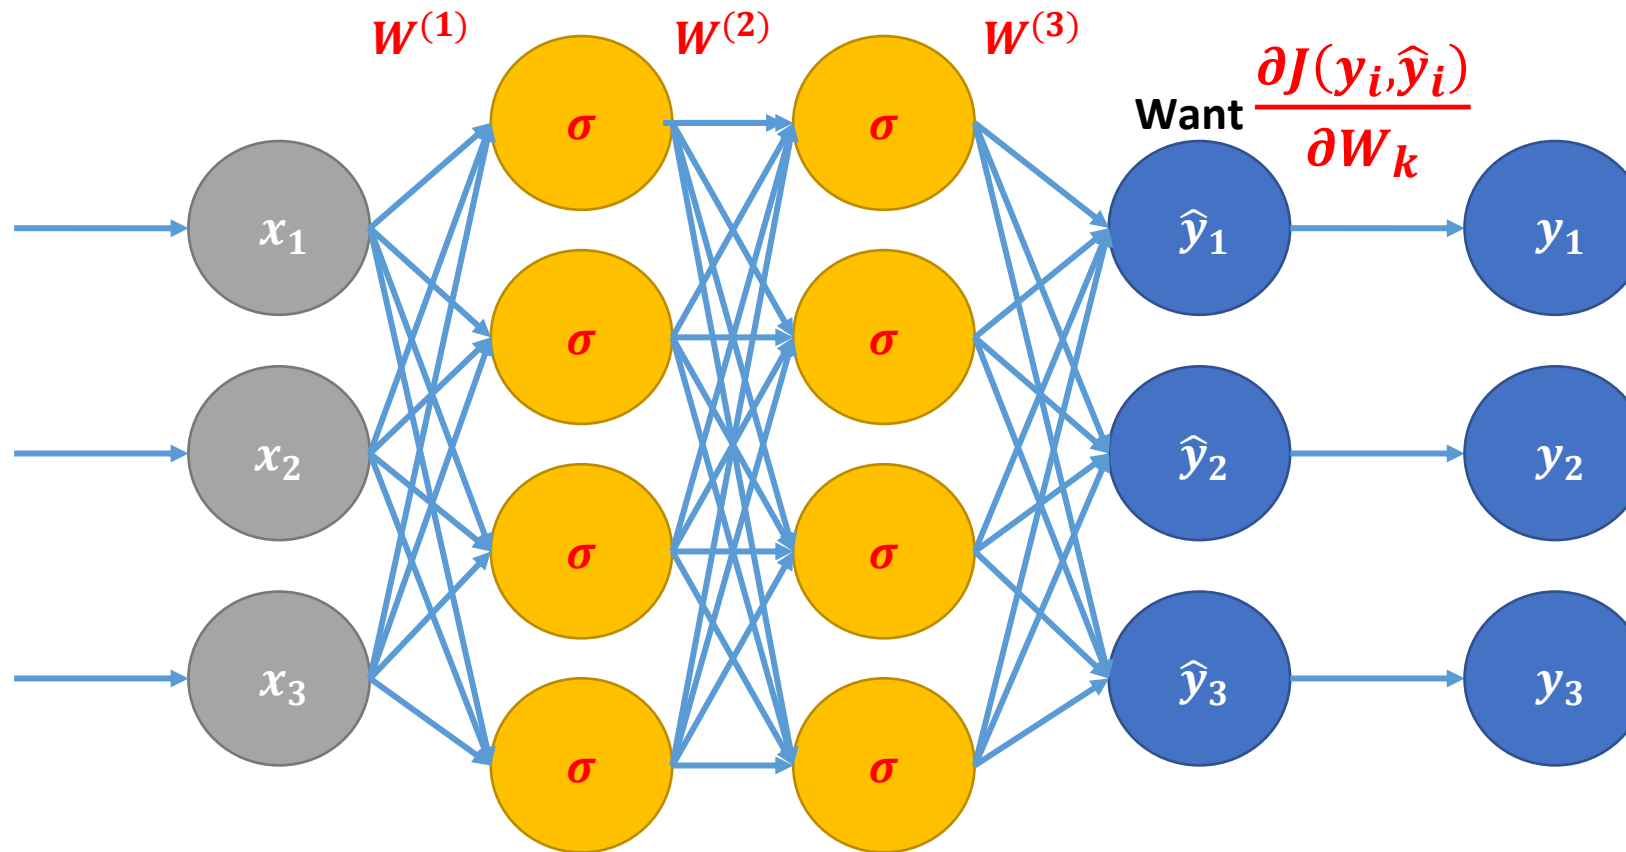 W⁽¹⁾ W⁽²⁾ W⁽³⁾
Want ∂J(yᵢ,ŷᵢ)
∂Wₖ
σ σ
x₁ ŷ₁ y₁
σ σ
x₂ ŷ₂ y₂
σ σ
x₃ ŷ₃ y₃
σ σ